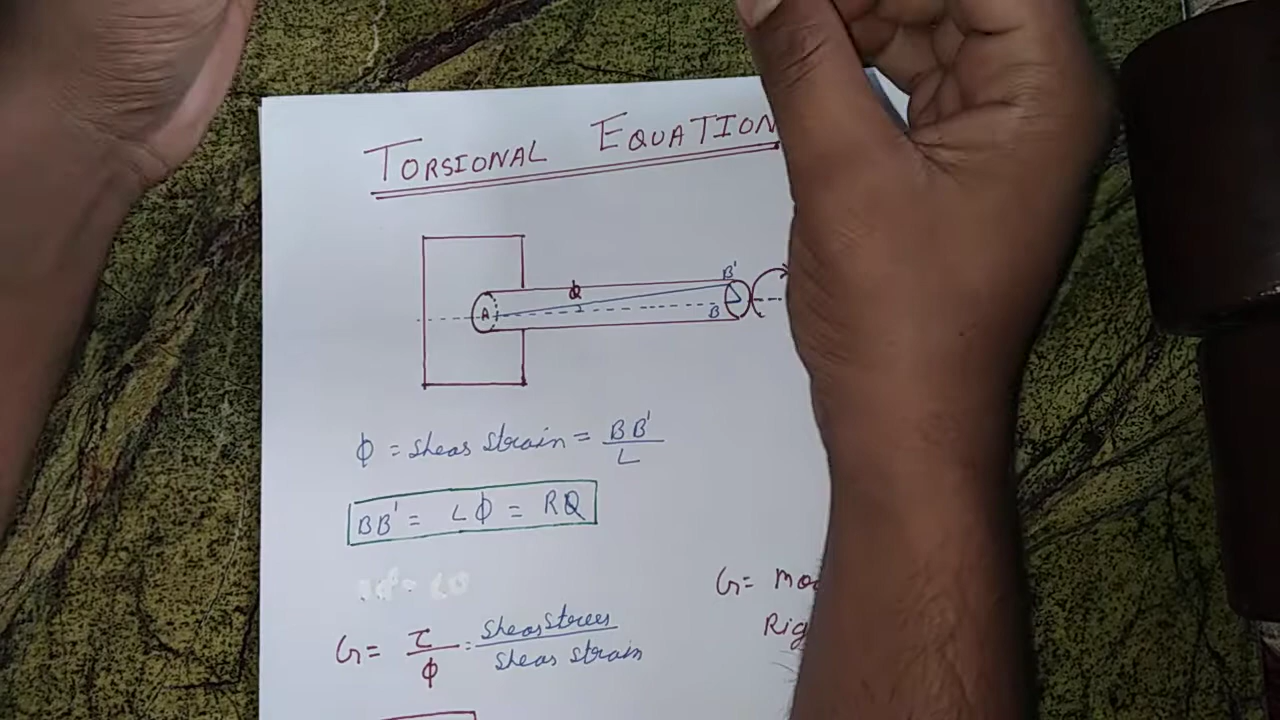 TORSIONAL EQUATION
ϕ
B'
A
B
ϕ = Shear Strain = BB'/L
BB' = Lϕ = RQ
G = Mo
Rig
G = τ/ϕ = Shear Stress/Shear Strain